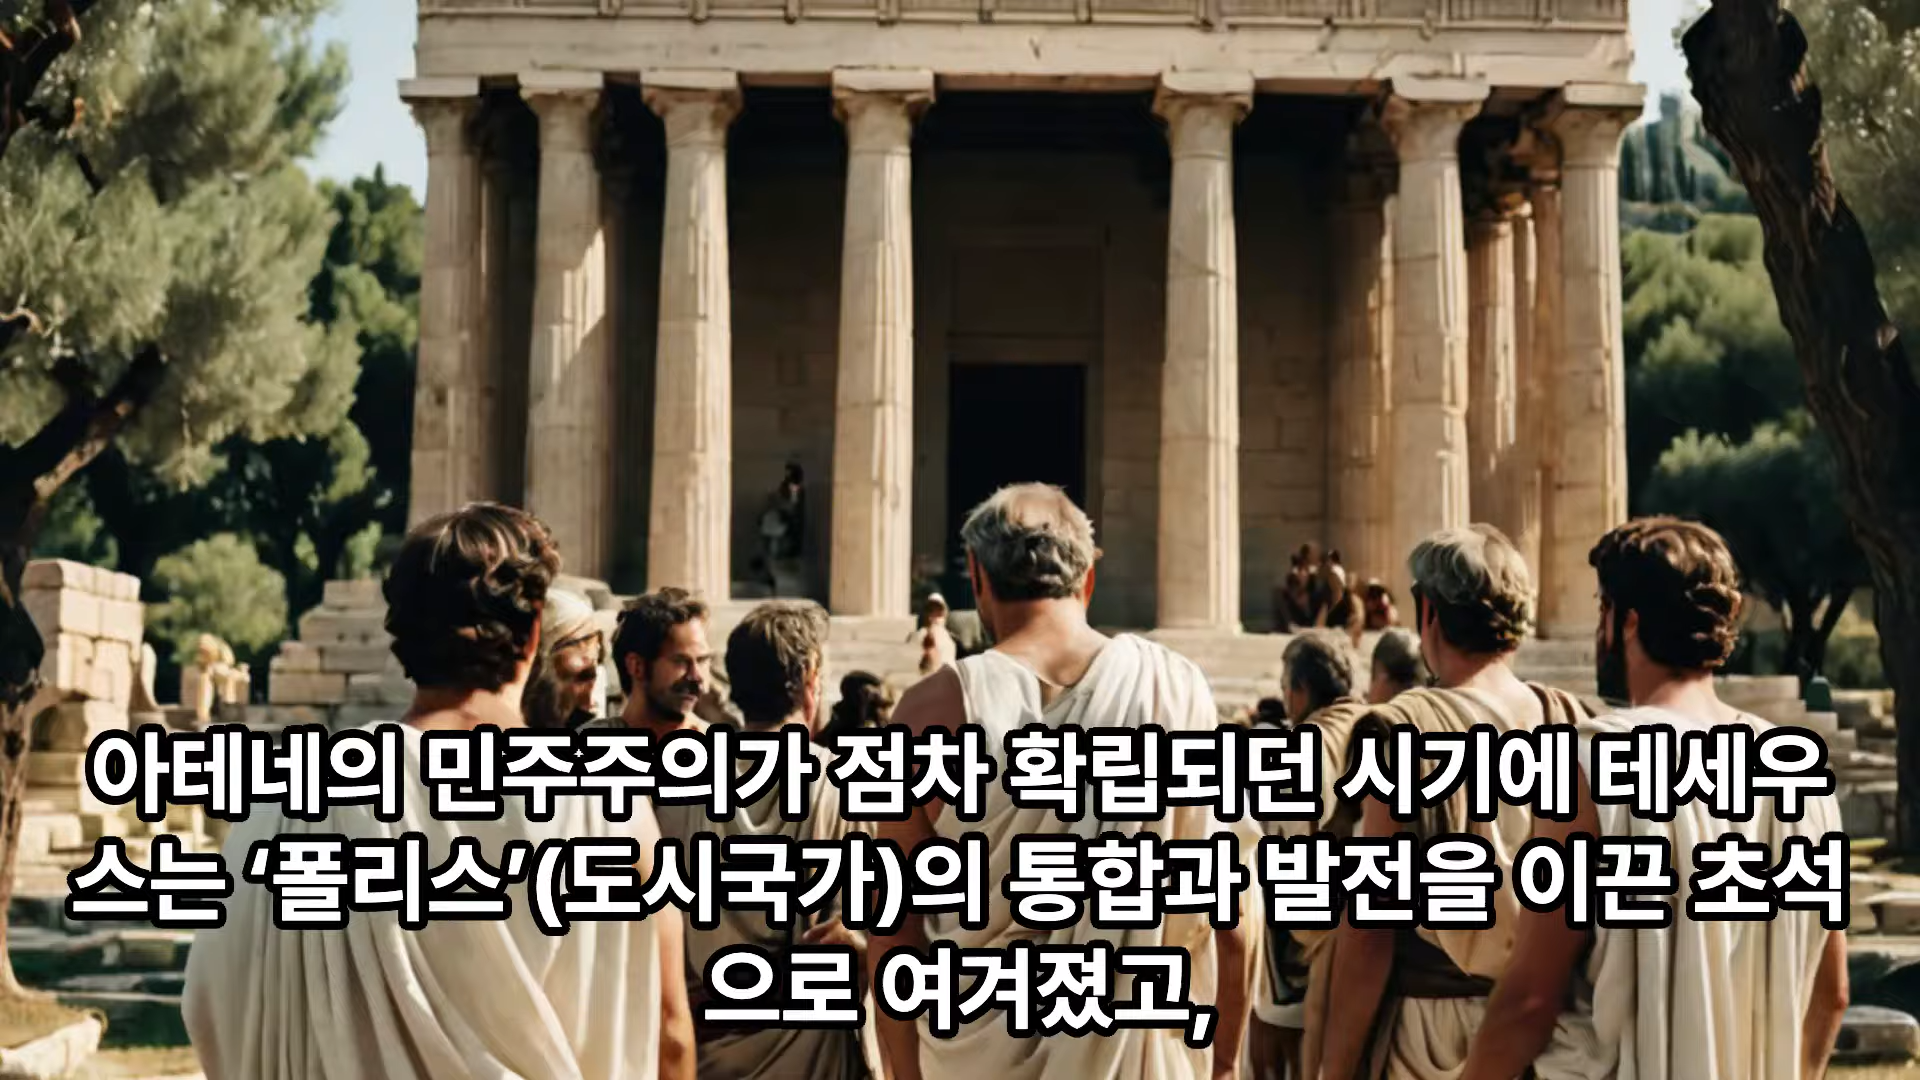 아테네의 민주주의가 점차 확립되던 시기에 테세우
스는 ‘폴리스’(도시국가)의 통합과 발전을 이끈 초석
으로 여겨졌고,